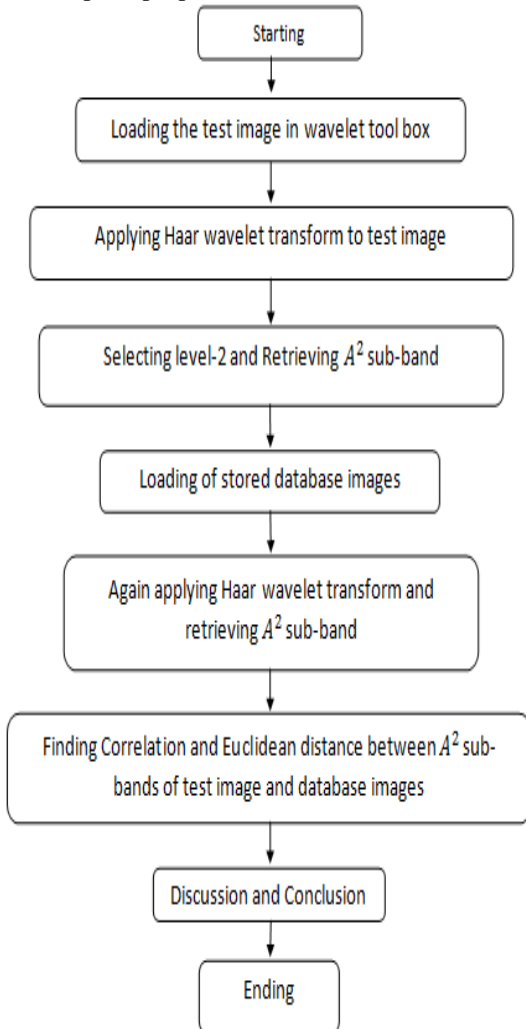 Starting
Loading the test image in wavelet tool box
Applying Haar wavelet transform to test image
Selecting level-2 and Retrieving A² sub-band
Loading of stored database images
Again applying Haar wavelet transform and
retrieving A² sub-band
Finding Correlation and Euclidean distance between A² sub-
bands of test image and database images
Discussion and Conclusion
Ending